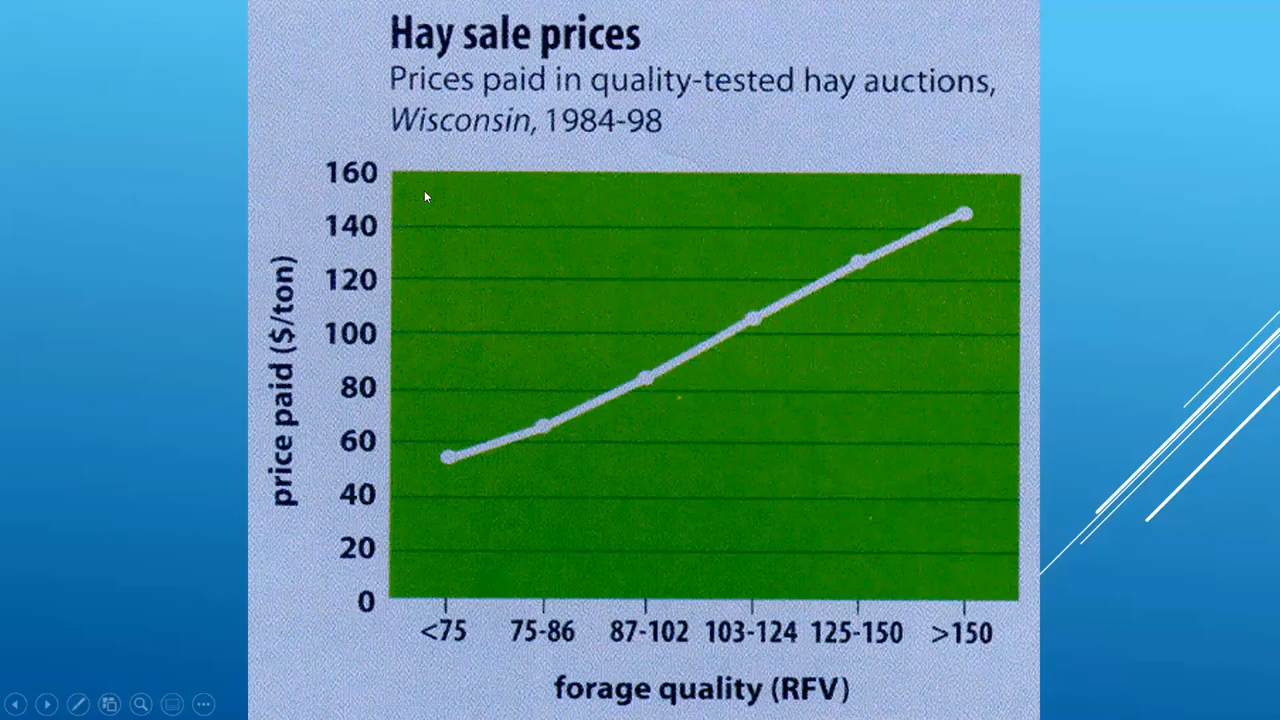 Hay sale prices
Prices paid in quality-tested hay auctions,
Wisconsin, 1984-98
160
140
120
100
80
60
40
20
0
price paid ($/ton)
<75 75-86 87-102 103-124 125-150 >150
forage quality (RFV)